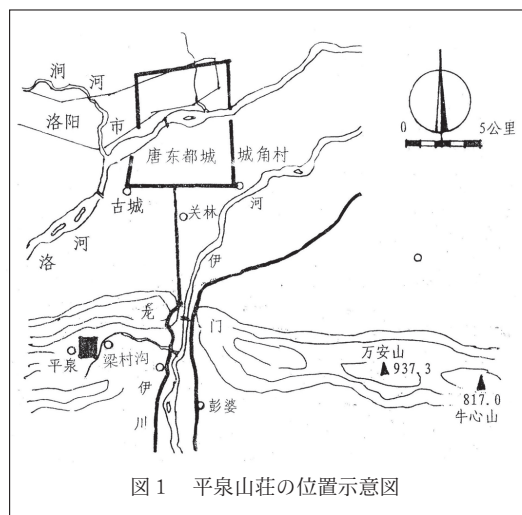 涧河
洛阳市
0 5公里
唐东都城
城角村
古城
关林
洛河
伊河
龙门
平泉
梁村沟
伊川
彭婆
万安山
937.3
817.0
牛心山
図1 平泉山荘の位置示意図